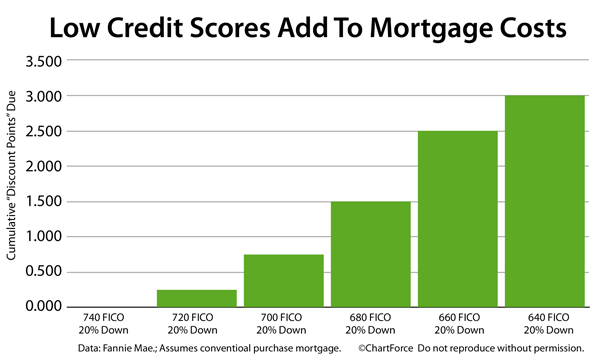 Low Credit Scores Add To Mortgage Costs
Cumulative "Discount Points" Due
3.500
3.000
2.500
2.000
1.500
1.000
0.500
0.000
740 FICO 720 FICO 700 FICO 680 FICO 660 FICO 640 FICO
20% Down 20% Down 20% Down 20% Down 20% Down 20% Down
Data: Fannie Mae.; Assumes conventioal purchase mortgage. ©ChartForce Do not reproduce without permission.